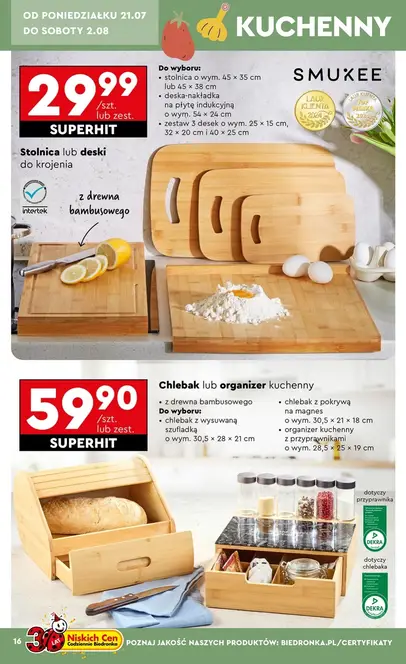 OD PONIEDZIAŁKU 21.07
DO SOBOTY 2.08
KUCHENNY
29 99
/szt.
lub zest.
SUPERHIT
Stolnica lub deski
do krojenia
intertek
z drewna
bambusowego
Do wyboru:
• stolnica o wym. 45 × 35 cm
lub 45 × 38 cm
• deska-nakładka
na płytę indukcyjną
o wym. 54 × 24 cm
• zestaw 3 desek o wym. 25 × 15 cm,
32 × 20 cm i 40 × 25 cm
SMUKEE
LAUR
KLIENTA
59 90
/szt.
lub zest.
SUPERHIT
Chlebak lub organizer kuchenny
• z drewna bambusowego
Do wyboru:
• chlebak z wysuwaną
szufladką
o wym. 30,5 × 28 × 21 cm
• chlebak z pokrywą
na magnes
o wym. 30,5 × 21 × 18 cm
• organizer kuchenny
z przyprawnikami
o wym. 28,5 × 25 × 19 cm
dotyczy
przyprawnika
DEKRA
dotyczy
chlebaka
DEKRA
16
30 LAT
Niskich Cen
Codziennie Biedronka
POZNAJ JAKOŚĆ NASZYCH PRODUKTÓW: BIEDRONKA.PL/CERTYFIKATY